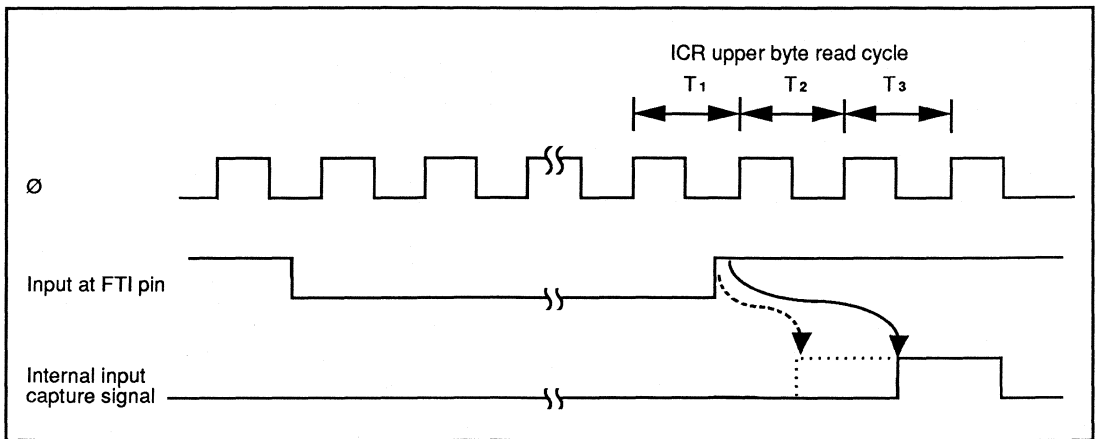 ICR upper byte read cycle
T1 T2 T3
Ø
Input at FTI pin
Internal input
capture signal